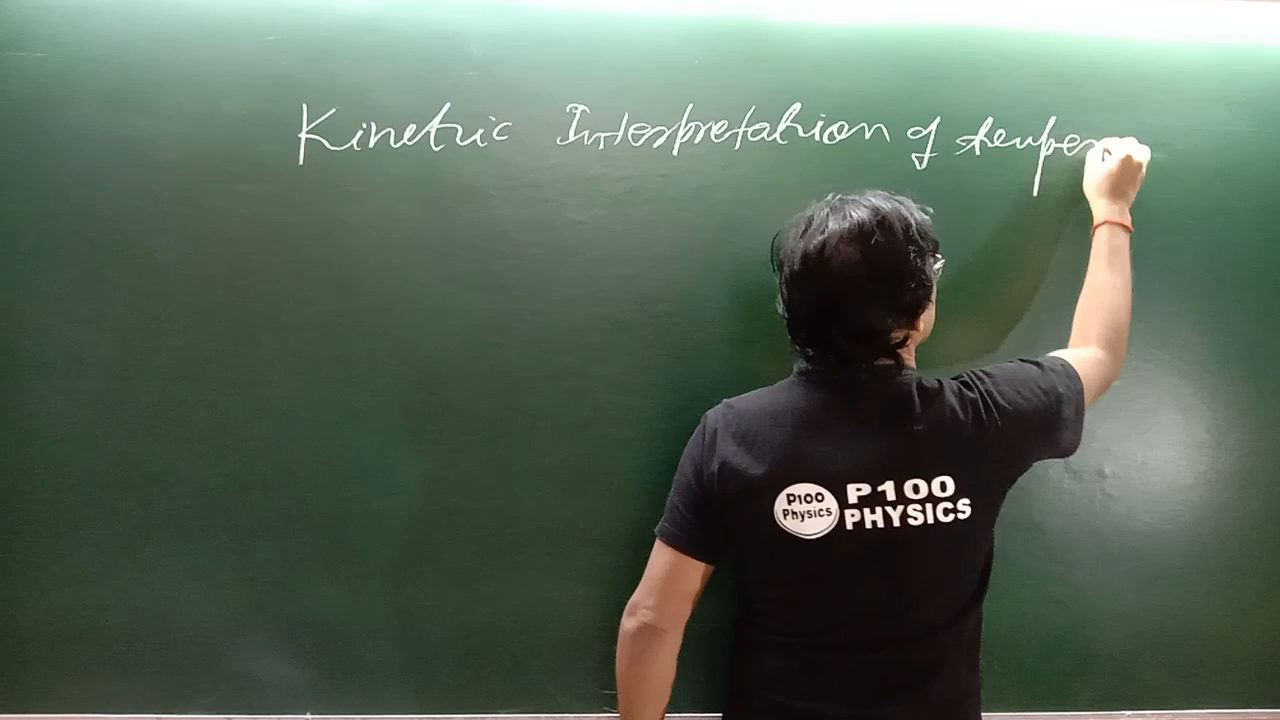 Kinetic Interpretation of temper
P100
Physics
P100
PHYSICS